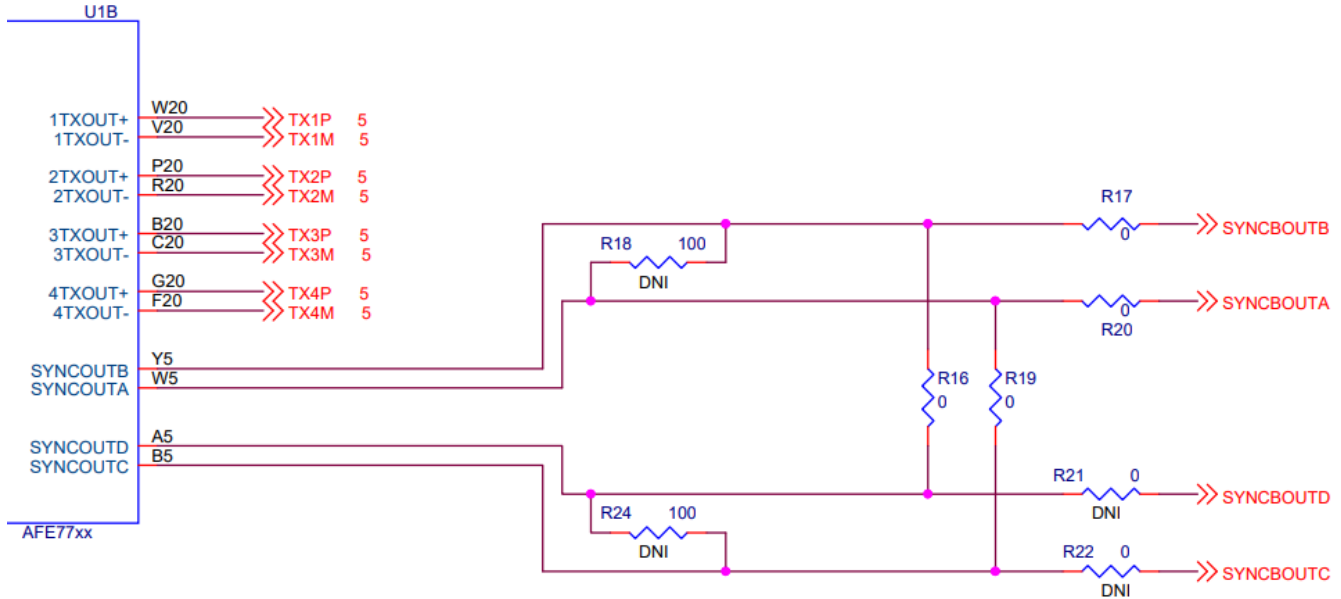 U1B
1TXOUT+ W20 TX1P 5
1TXOUT- V20 TX1M 5
2TXOUT+ P20 TX2P 5
2TXOUT- R20 TX2M 5
3TXOUT+ B20 TX3P 5
3TXOUT- C20 TX3M 5
4TXOUT+ G20 TX4P 5
4TXOUT- F20 TX4M 5
R17
0
SYNCBOUTB
R18 100
DNI
0
R20
SYNCBOUTA
SYNCOUTB Y5
SYNCOUTA W5
R16
0
R19
0
SYNCOUTD A5
SYNCOUTC B5
R21 0
DNI
SYNCBOUTD
R24 100
DNI
R22 0
DNI
SYNCBOUTC
AFE77xx